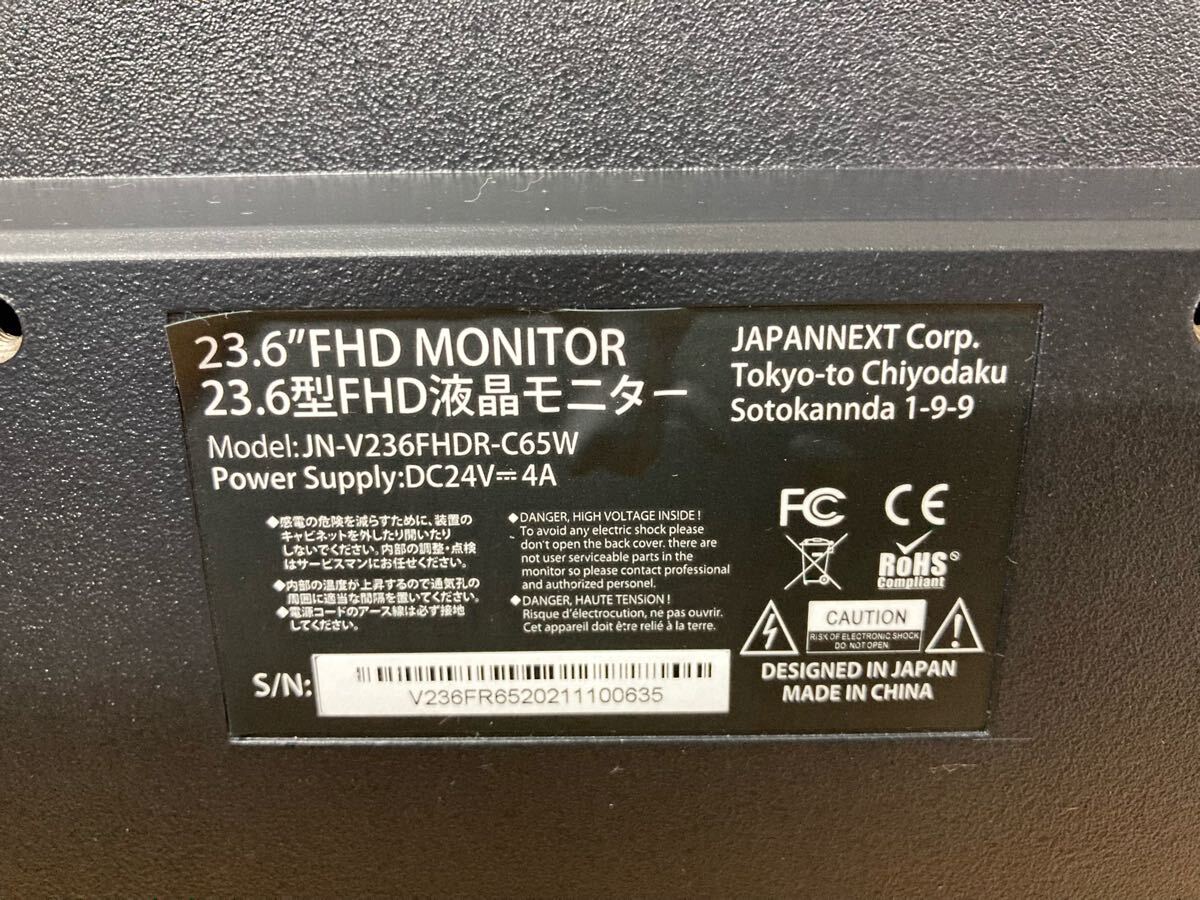 23.6"FHD MONITOR
23.6型FHD液晶モニター
Model:JN-V236FHDR-C65W
Power Supply:DC24V⎓4A
JAPANNEXT Corp.
Tokyo-to Chiyodaku
Sotokannda 1-9-9
◆感電の危険を減らすために、装置の
キャビネットを外したり開いたり
しないでください。内部の調整・点検
はサービスマンにお任せください。
◆内部の温度が上昇するので通気孔の
周囲に適当な間隔を置いてください。
◆電源コードのアース線は必ず接地
してください。
◆DANGER, HIGH VOLTAGE INSIDE !
To avoid any electric shock please
don't open the back cover. there are
not user serviceable parts in the
monitor so please contact professional
and authorized personel.
◆DANGER, HAUTE TENSION !
Risque d'électrocution, ne pas ouvrir.
Cet appareil doit être relié à la terre.
FC CE
RoHS
Compliant
CAUTION
RISK OF ELECTRONIC SHOCK
DO NOT OPEN
DESIGNED IN JAPAN
MADE IN CHINA
S/N:
V236FR6520211100635